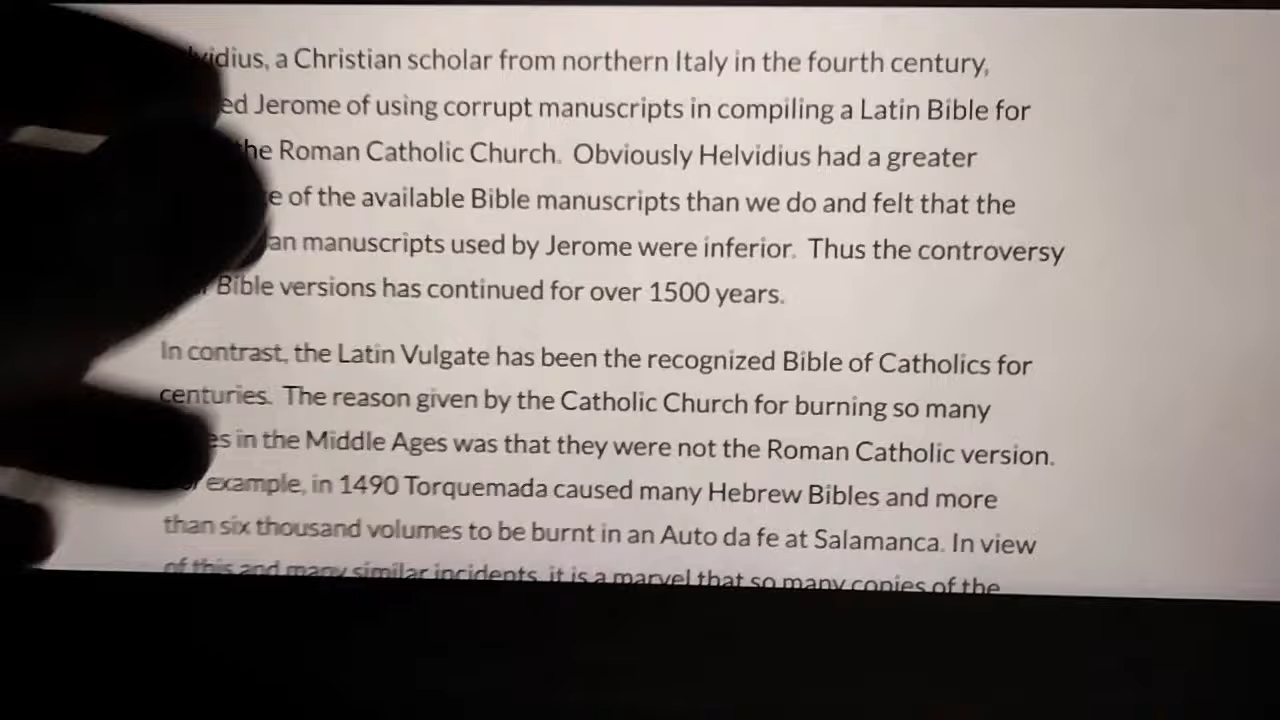 vidius, a Christian scholar from northern Italy in the fourth century,
ed Jerome of using corrupt manuscripts in compiling a Latin Bible for
the Roman Catholic Church. Obviously Helvidius had a greater
e of the available Bible manuscripts than we do and felt that the
an manuscripts used by Jerome were inferior. Thus the controversy
Bible versions has continued for over 1500 years.
In contrast, the Latin Vulgate has been the recognized Bible of Catholics for
centuries. The reason given by the Catholic Church for burning so many
es in the Middle Ages was that they were not the Roman Catholic version.
example, in 1490 Torquemada caused many Hebrew Bibles and more
than six thousand volumes to be burnt in an Auto da fe at Salamanca. In view
of this and many similar incidents, it is a marvel that so many copies of the